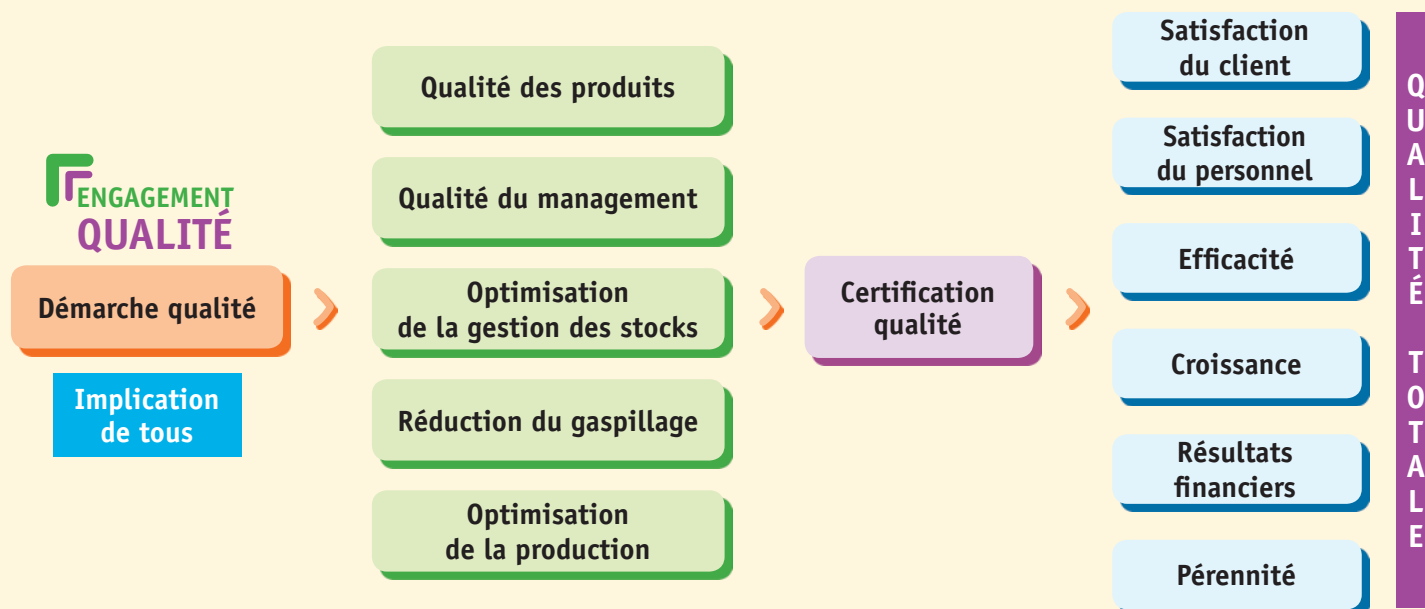 ENGAGEMENT
QUALITÉ
Démarche qualité
Implication
de tous
Qualité des produits
Qualité du management
Optimisation
de la gestion des stocks
Réduction du gaspillage
Optimisation
de la production
Certification
qualité
Satisfaction
du client
Satisfaction
du personnel
Efficacité
Croissance
Résultats
financiers
Pérennité
QUALITÉ TOTALE